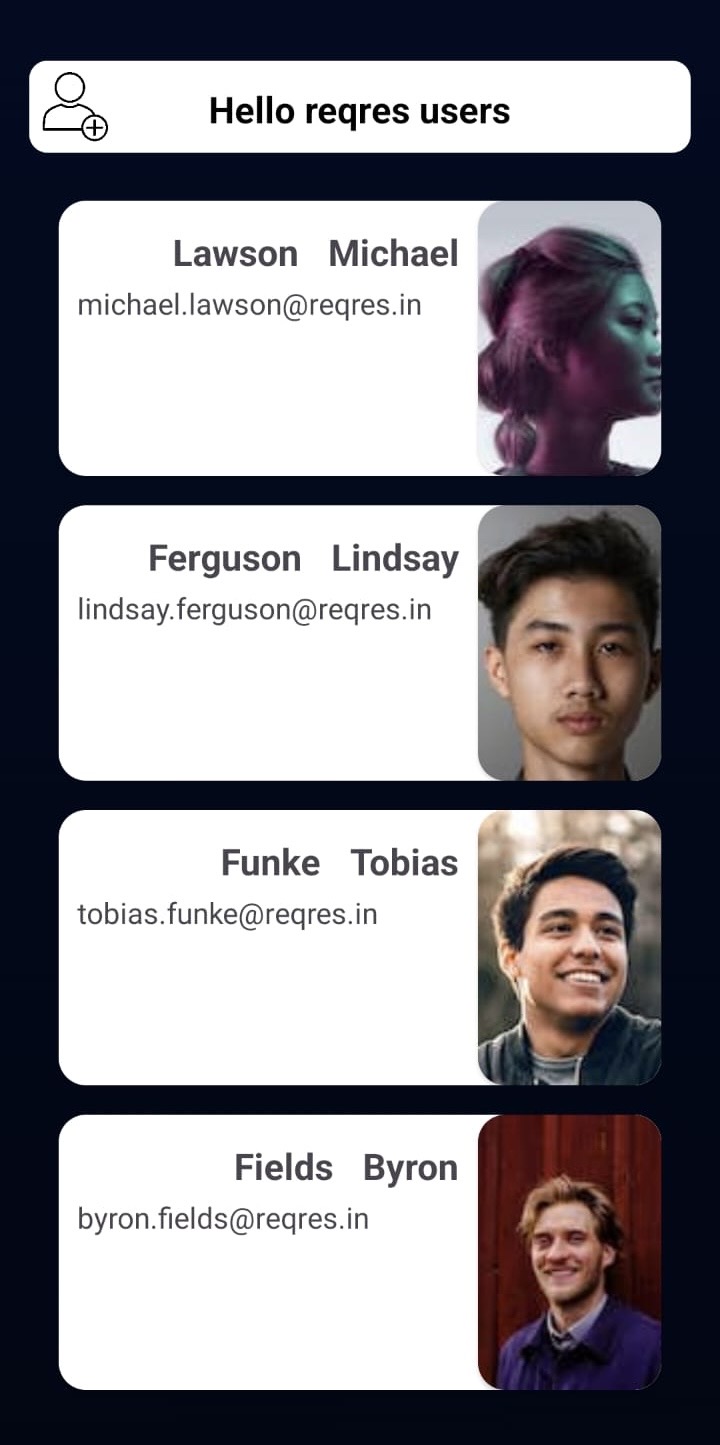 Hello reqres users
Lawson Michael
michael.lawson@reqres.in
Ferguson Lindsay
lindsay.ferguson@reqres.in
Funke Tobias
tobias.funke@reqres.in
Fields Byron
byron.fields@reqres.in